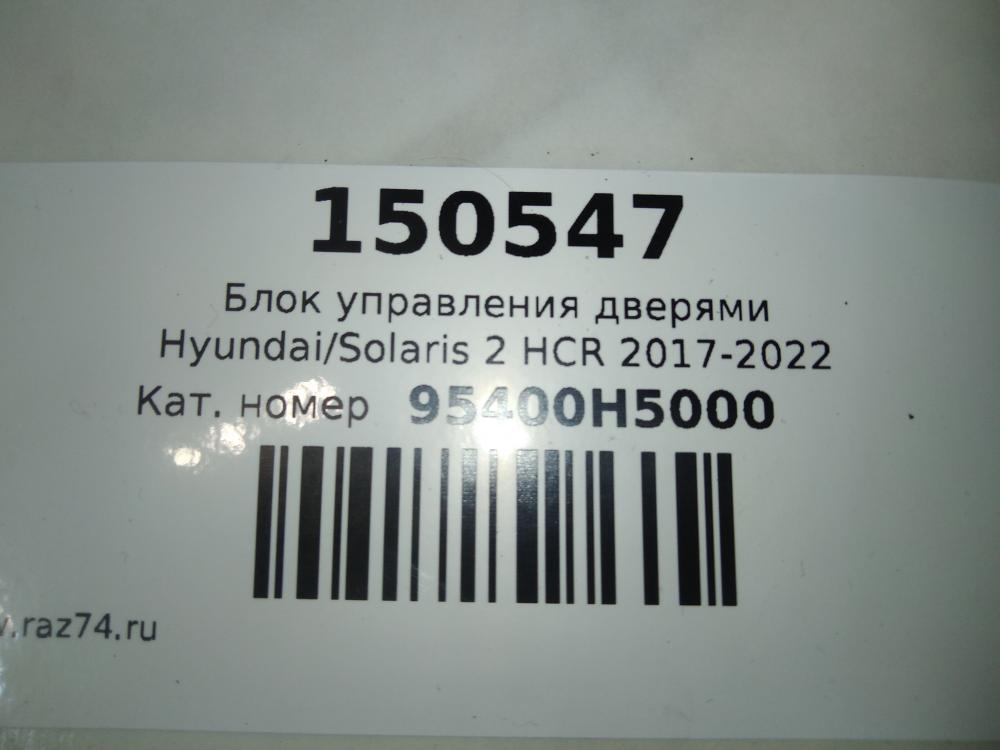 150547
Блок управления дверями
Hyundai/Solaris 2 HCR 2017-2022
Кат. номер 95400H5000
.raz74.ru